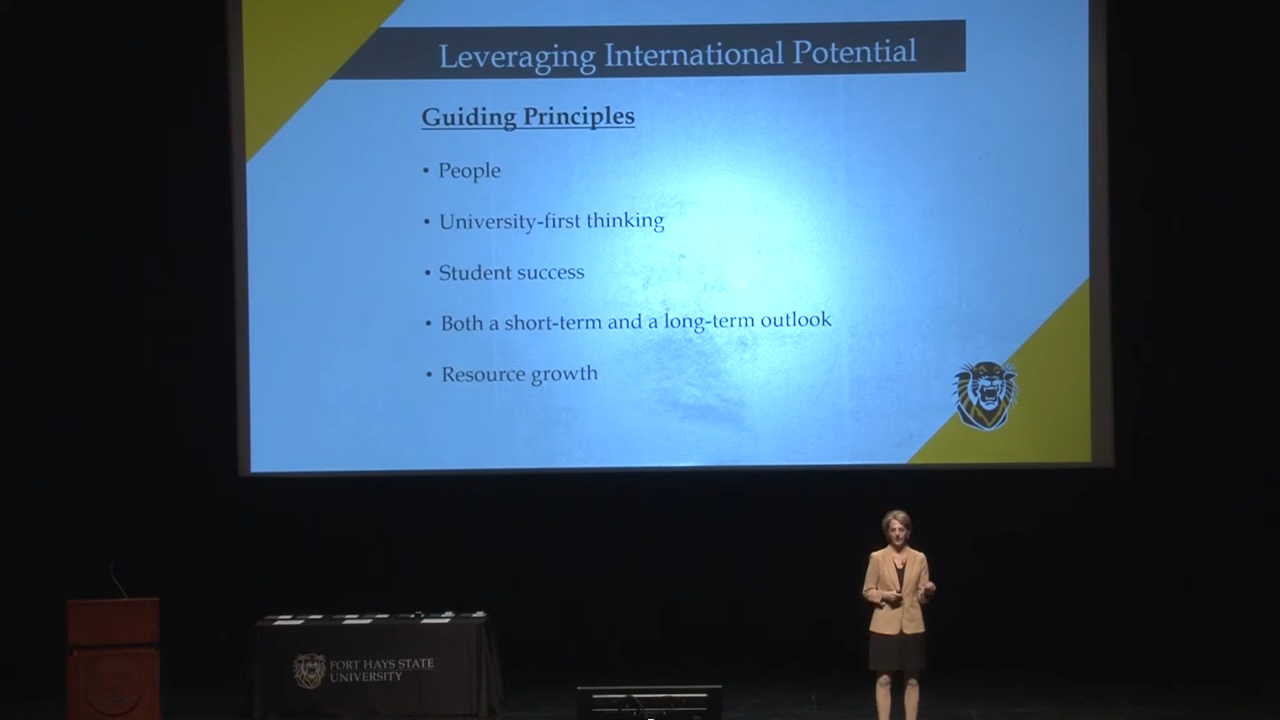 Leveraging International Potential
Guiding Principles
• People
• University-first thinking
• Student success
• Both a short-term and a long-term outlook
• Resource growth
FORT HAYS STATE
UNIVERSITY